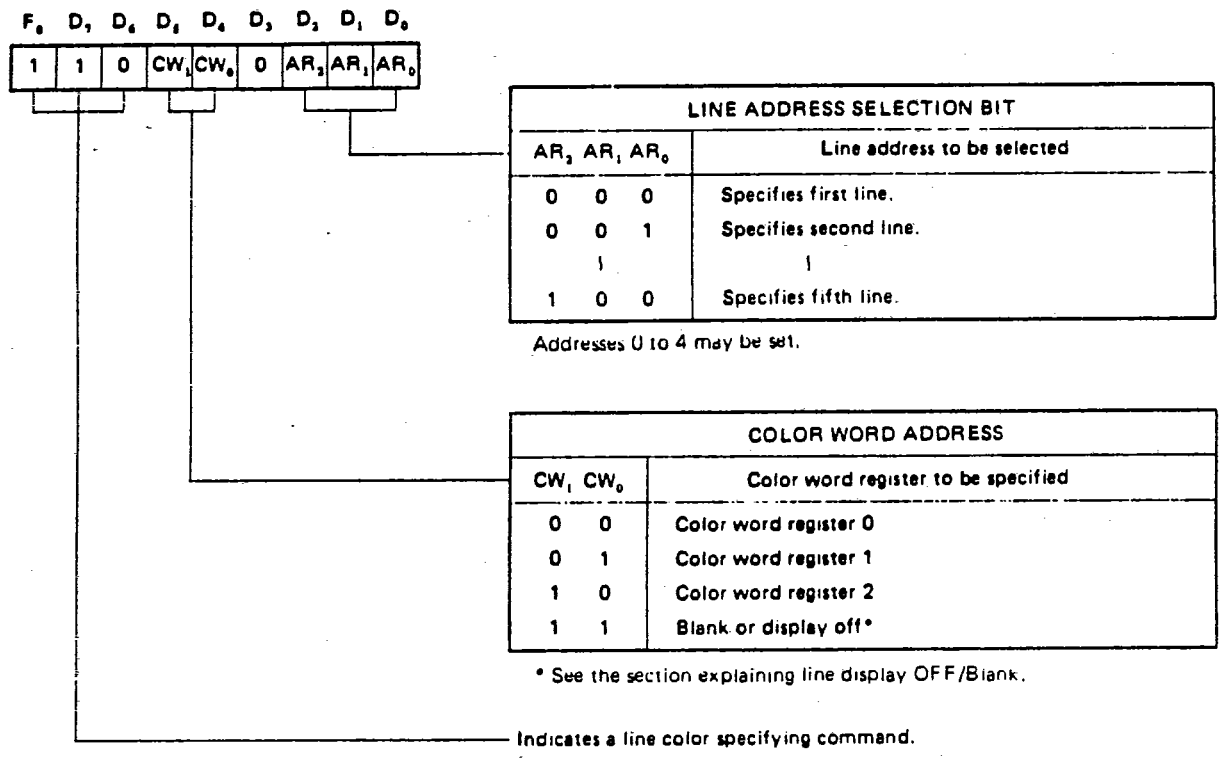 F₀ D₇ D₆ D₅ D₄ D₃ D₂ D₁ D₀
1 1 0 CW₁ CW₀ 0 AR₂ AR₁ AR₀
LINE ADDRESS SELECTION BIT
AR₂ AR₁ AR₀ Line address to be selected
0 0 0 Specifies first line.
0 0 1 Specifies second line.
≀ ≀
1 0 0 Specifies fifth line.
Addresses 0 to 4 may be set.
COLOR WORD ADDRESS
CW₁ CW₀ Color word register to be specified
0 0 Color word register 0
0 1 Color word register 1
1 0 Color word register 2
1 1 Blank or display off*
* See the section explaining line display OFF/Blank.
Indicates a line color specifying command.